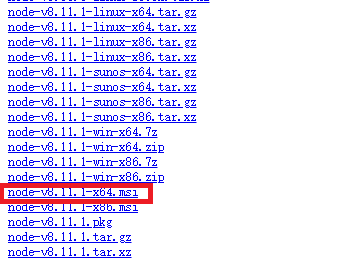 node-v8.11.1-linux-x64.tar.gz
node-v8.11.1-linux-x64.tar.xz
node-v8.11.1-linux-x86.tar.gz
node-v8.11.1-linux-x86.tar.xz
node-v8.11.1-sunos-x64.tar.gz
node-v8.11.1-sunos-x64.tar.xz
node-v8.11.1-sunos-x86.tar.gz
node-v8.11.1-sunos-x86.tar.xz
node-v8.11.1-win-x64.7z
node-v8.11.1-win-x64.zip
node-v8.11.1-win-x86.7z
node-v8.11.1-win-x86.zip
node-v8.11.1-x64.msi
node-v8.11.1-x86.msi
node-v8.11.1.pkg
node-v8.11.1.tar.gz
node-v8.11.1.tar.xz